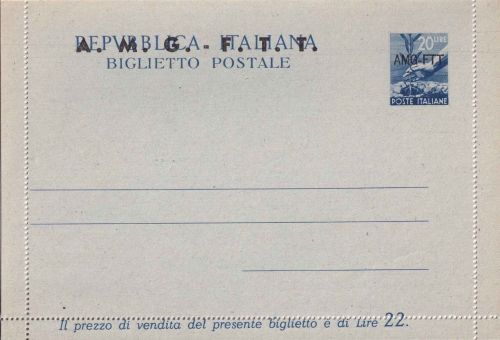 A. M. G. - F. T. T.
REPVBBLICA ITALIANA
BIGLIETTO POSTALE
20 LIRE
AMG-FTT
POSTE ITALIANE
Il prezzo di vendita del presente biglietto è di Lire 22.